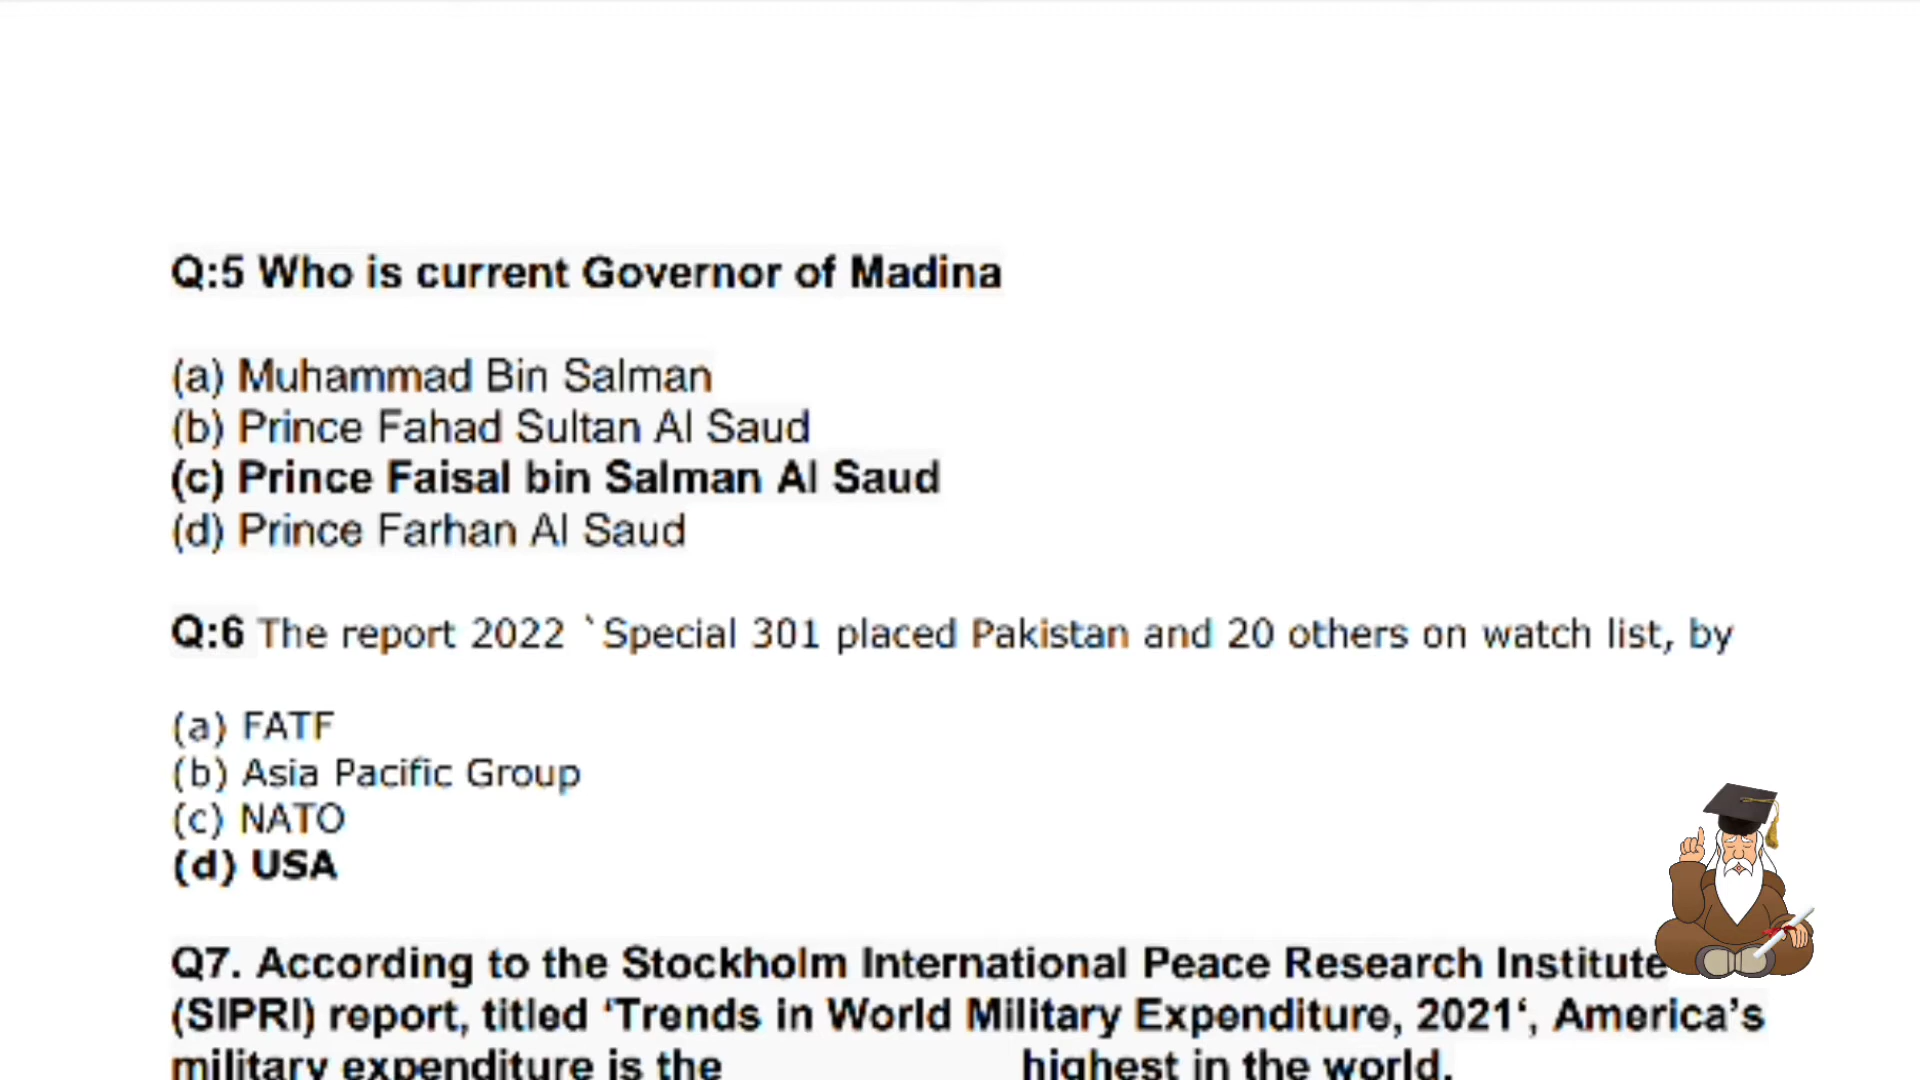 Q:5 Who is current Governor of Madina
(a) Muhammad Bin Salman
(b) Prince Fahad Sultan Al Saud
(c) Prince Faisal bin Salman Al Saud
(d) Prince Farhan Al Saud
Q:6 The report 2022 `Special 301 placed Pakistan and 20 others on watch list, by
(a) FATF
(b) Asia Pacific Group
(c) NATO
(d) USA
Q7. According to the Stockholm International Peace Research Institute
(SIPRI) report, titled ‘Trends in World Military Expenditure, 2021‘, America’s
military expenditure is the highest in the world.